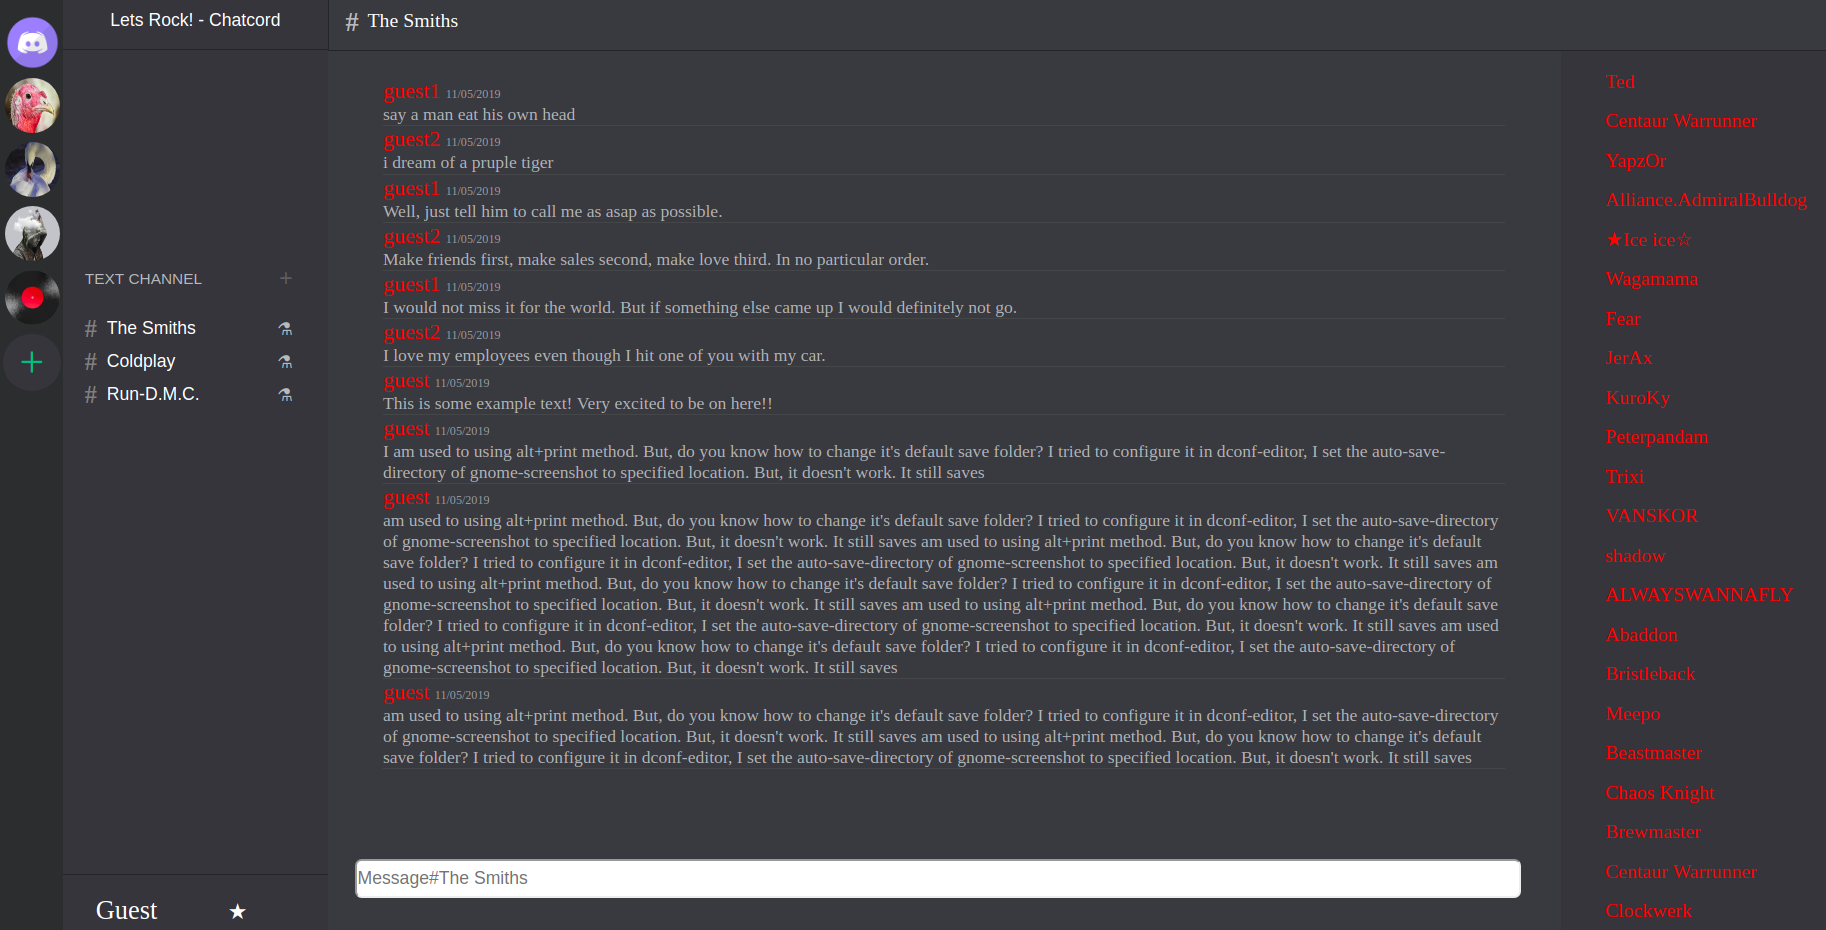 Lets Rock! - Chatcord
# The Smiths
TEXT CHANNEL +
# The Smiths
# Coldplay
# Run-D.M.C.
Guest ★
guest1 11/05/2019
say a man eat his own head
guest2 11/05/2019
i dream of a pruple tiger
guest1 11/05/2019
Well, just tell him to call me as asap as possible.
guest2 11/05/2019
Make friends first, make sales second, make love third. In no particular order.
guest1 11/05/2019
I would not miss it for the world. But if something else came up I would definitely not go.
guest2 11/05/2019
I love my employees even though I hit one of you with my car.
guest 11/05/2019
This is some example text! Very excited to be on here!!
guest 11/05/2019
I am used to using alt+print method. But, do you know how to change it's default save folder? I tried to configure it in dconf-editor, I set the auto-save-
directory of gnome-screenshot to specified location. But, it doesn't work. It still saves
guest 11/05/2019
am used to using alt+print method. But, do you know how to change it's default save folder? I tried to configure it in dconf-editor, I set the auto-save-directory
of gnome-screenshot to specified location. But, it doesn't work. It still saves am used to using alt+print method. But, do you know how to change it's default
save folder? I tried to configure it in dconf-editor, I set the auto-save-directory of gnome-screenshot to specified location. But, it doesn't work. It still saves am
used to using alt+print method. But, do you know how to change it's default save folder? I tried to configure it in dconf-editor, I set the auto-save-directory of
gnome-screenshot to specified location. But, it doesn't work. It still saves am used to using alt+print method. But, do you know how to change it's default save
folder? I tried to configure it in dconf-editor, I set the auto-save-directory of gnome-screenshot to specified location. But, it doesn't work. It still saves am used
to using alt+print method. But, do you know how to change it's default save folder? I tried to configure it in dconf-editor, I set the auto-save-directory of
gnome-screenshot to specified location. But, it doesn't work. It still saves
guest 11/05/2019
am used to using alt+print method. But, do you know how to change it's default save folder? I tried to configure it in dconf-editor, I set the auto-save-directory
of gnome-screenshot to specified location. But, it doesn't work. It still saves am used to using alt+print method. But, do you know how to change it's default
save folder? I tried to configure it in dconf-editor, I set the auto-save-directory of gnome-screenshot to specified location. But, it doesn't work. It still saves
Message#The Smiths
Ted
Centaur Warrunner
YapzOr
Alliance.AdmiralBulldog
★Ice ice☆
Wagamama
Fear
JerAx
KuroKy
Peterpandam
Trixi
VANSKOR
shadow
ALWAYSWANNAFLY
Abaddon
Bristleback
Meepo
Beastmaster
Chaos Knight
Brewmaster
Centaur Warrunner
Clockwerk